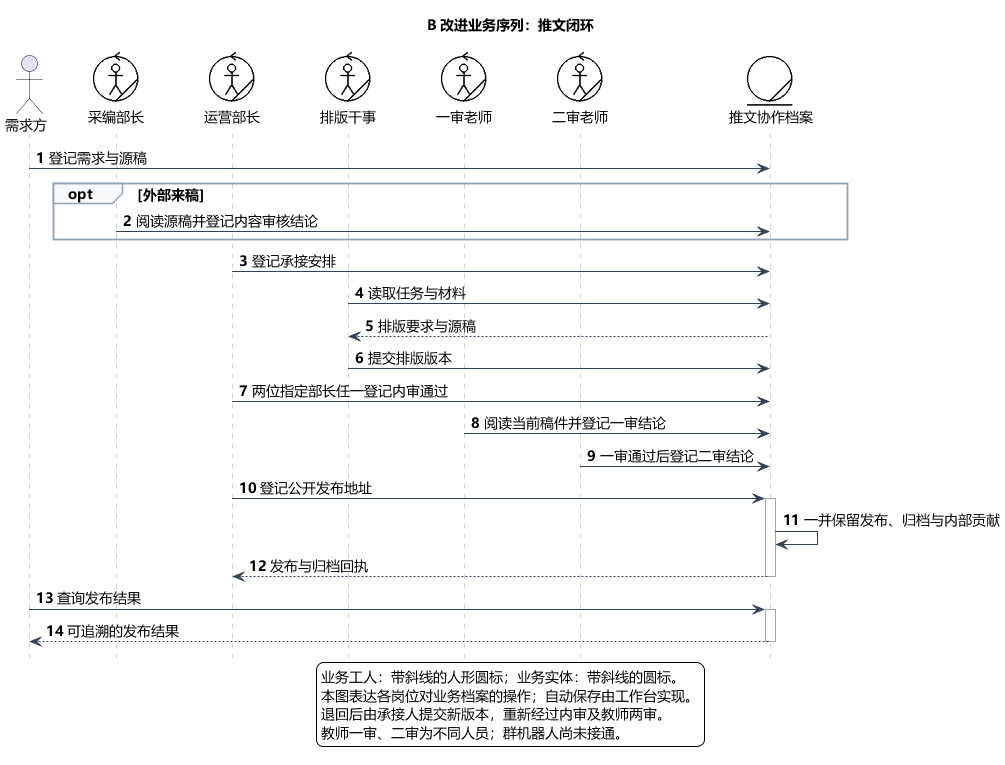 B 改进业务序列：推文闭环
需求方
采编部长
运营部长
排版干事
一审老师
二审老师
推文协作档案
1 登记需求与源稿
opt [外部来稿]
2 阅读源稿并登记内容审核结论
3 登记承接安排
4 读取任务与材料
5 排版要求与源稿
6 提交排版版本
7 两位指定部长任一登记内审通过
8 阅读当前稿件并登记一审结论
9 一审通过后登记二审结论
10 登记公开发布地址
11 一并保留发布、归档与内部贡献
12 发布与归档回执
13 查询发布结果
14 可追溯的发布结果
业务工人：带斜线的人形圆标；业务实体：带斜线的圆标。
本图表达各岗位对业务档案的操作；自动保存由工作台实现。
退回后由承接人提交新版本，重新经过内审及教师两审。
教师一审、二审为不同人员；群机器人尚未接通。